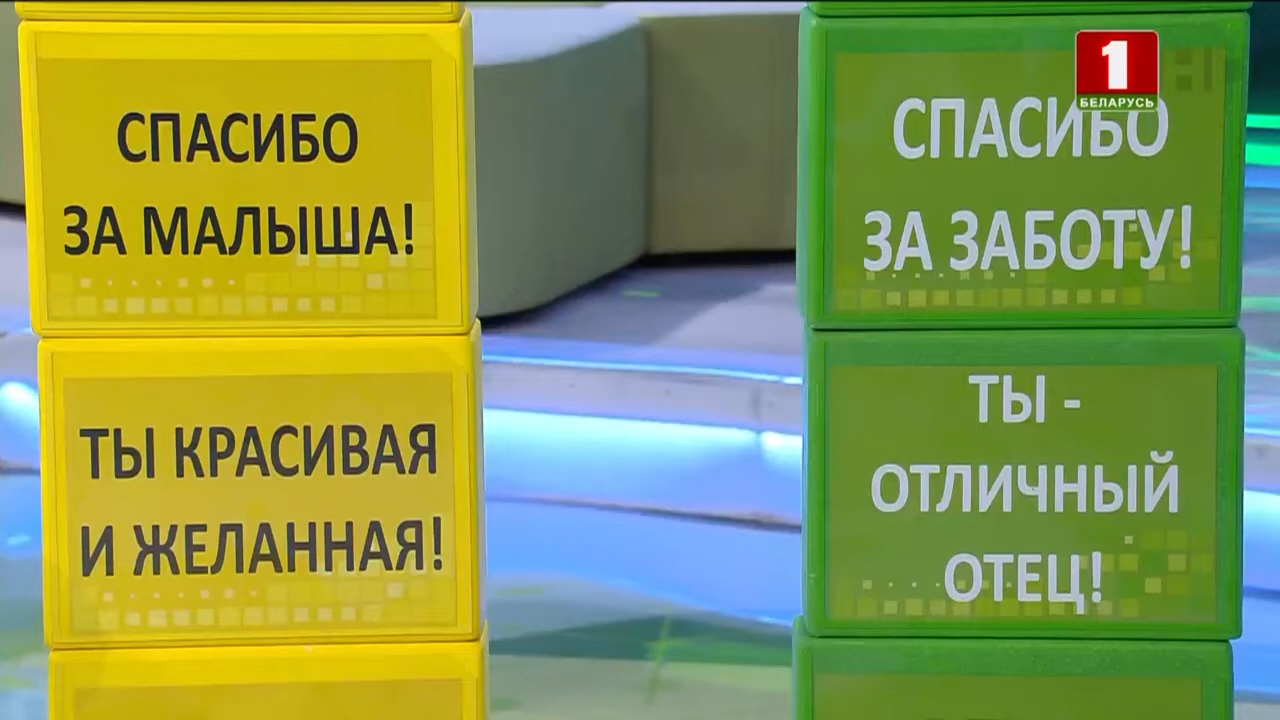 СПАСИБО
ЗА МАЛЫША!
ТЫ КРАСИВАЯ
И ЖЕЛАННАЯ!
1
БЕЛАРУСЬ
СПАСИБО
ЗА ЗАБОТУ!
ТЫ -
ОТЛИЧНЫЙ
ОТЕЦ!